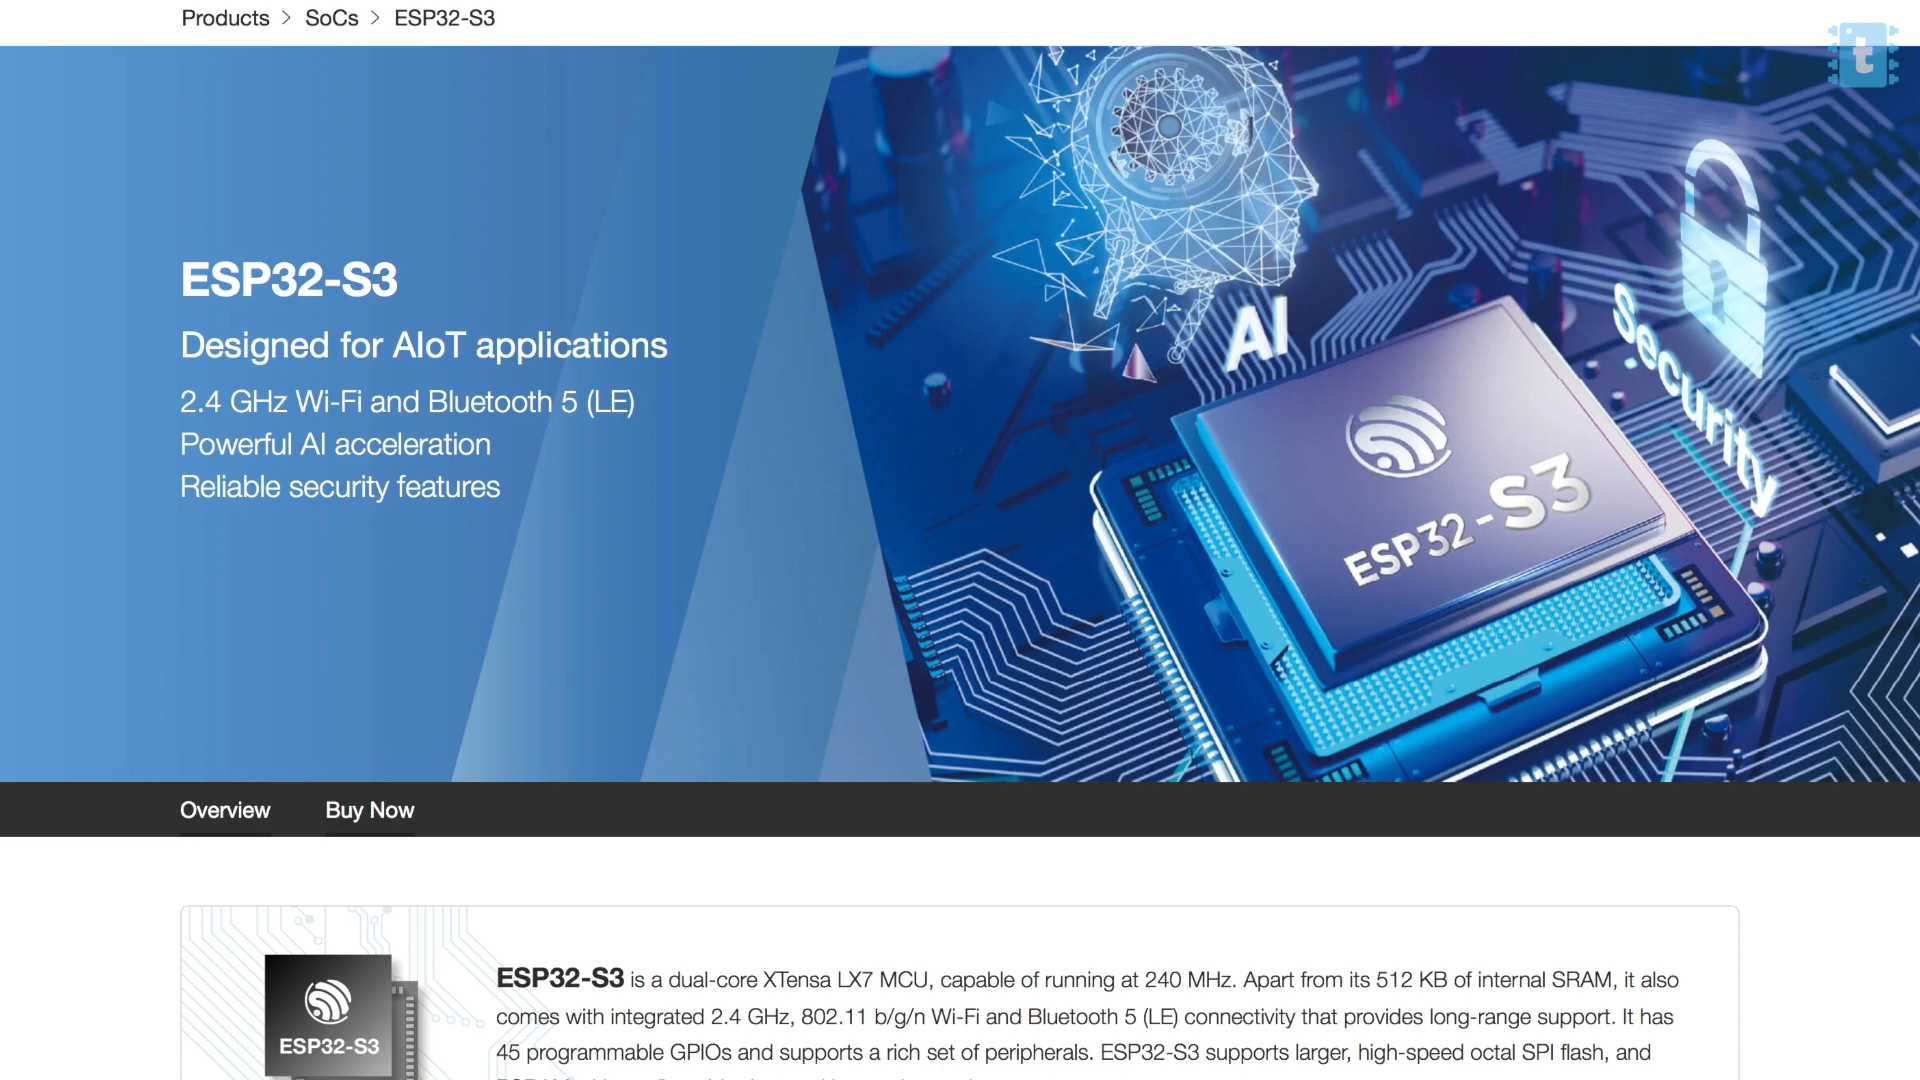 Products > SoCs > ESP32-S3
t
ESP32-S3
Designed for AIoT applications
2.4 GHz Wi-Fi and Bluetooth 5 (LE)
Powerful AI acceleration
Reliable security features
AI
Security
ESP32-S3
Overview Buy Now
ESP32-S3
ESP32-S3 is a dual-core XTensa LX7 MCU, capable of running at 240 MHz. Apart from its 512 KB of internal SRAM, it also
comes with integrated 2.4 GHz, 802.11 b/g/n Wi-Fi and Bluetooth 5 (LE) connectivity that provides long-range support. It has
45 programmable GPIOs and supports a rich set of peripherals. ESP32-S3 supports larger, high-speed octal SPI flash, and